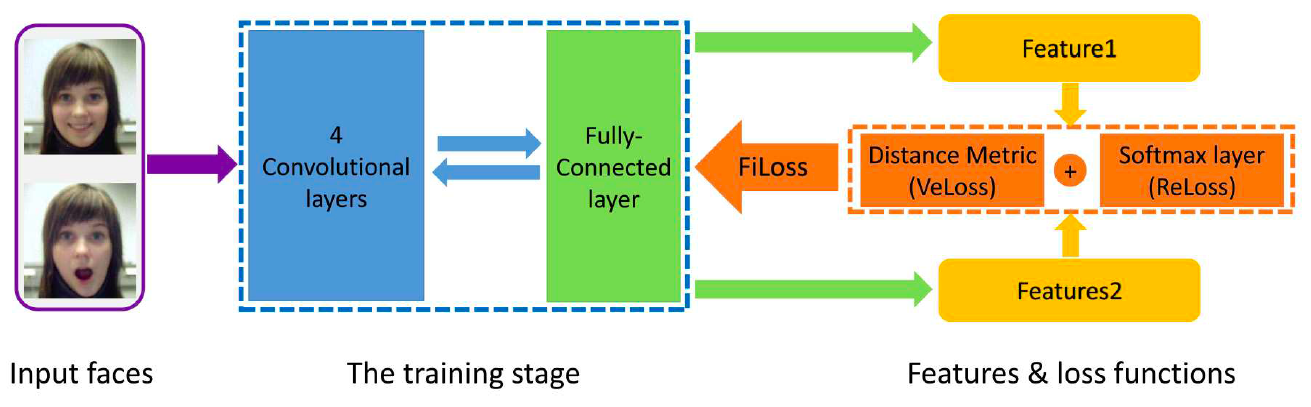 4
Convolutional
layers
Fully-
Connected
layer
FiLoss
Feature1
Distance Metric
(VeLoss)
+
Softmax layer
(ReLoss)
Features2
Input faces
The training stage
Features & loss functions